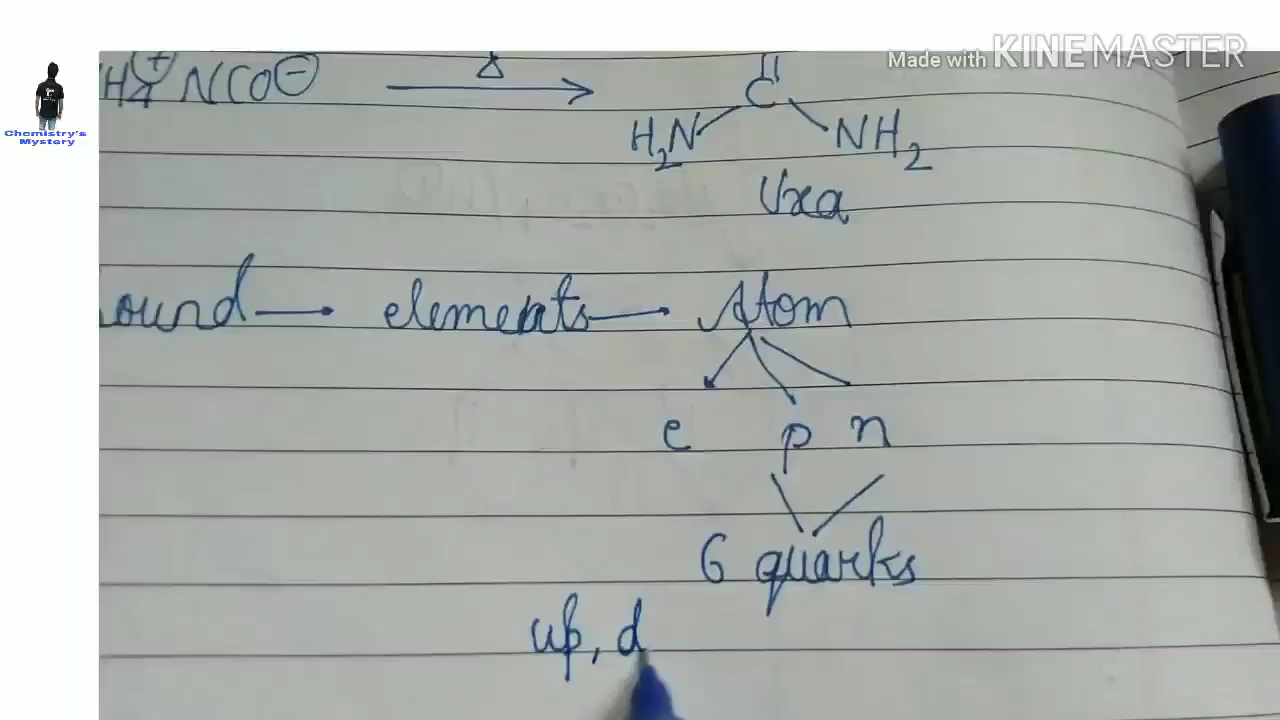 Made with KINEMASTER
Chemistry's
Mystery
H4⊕ NCO⊖ Δ C
H2N NH2
Urea
ound → elements → Atom
e p n
6 quarks
up, d